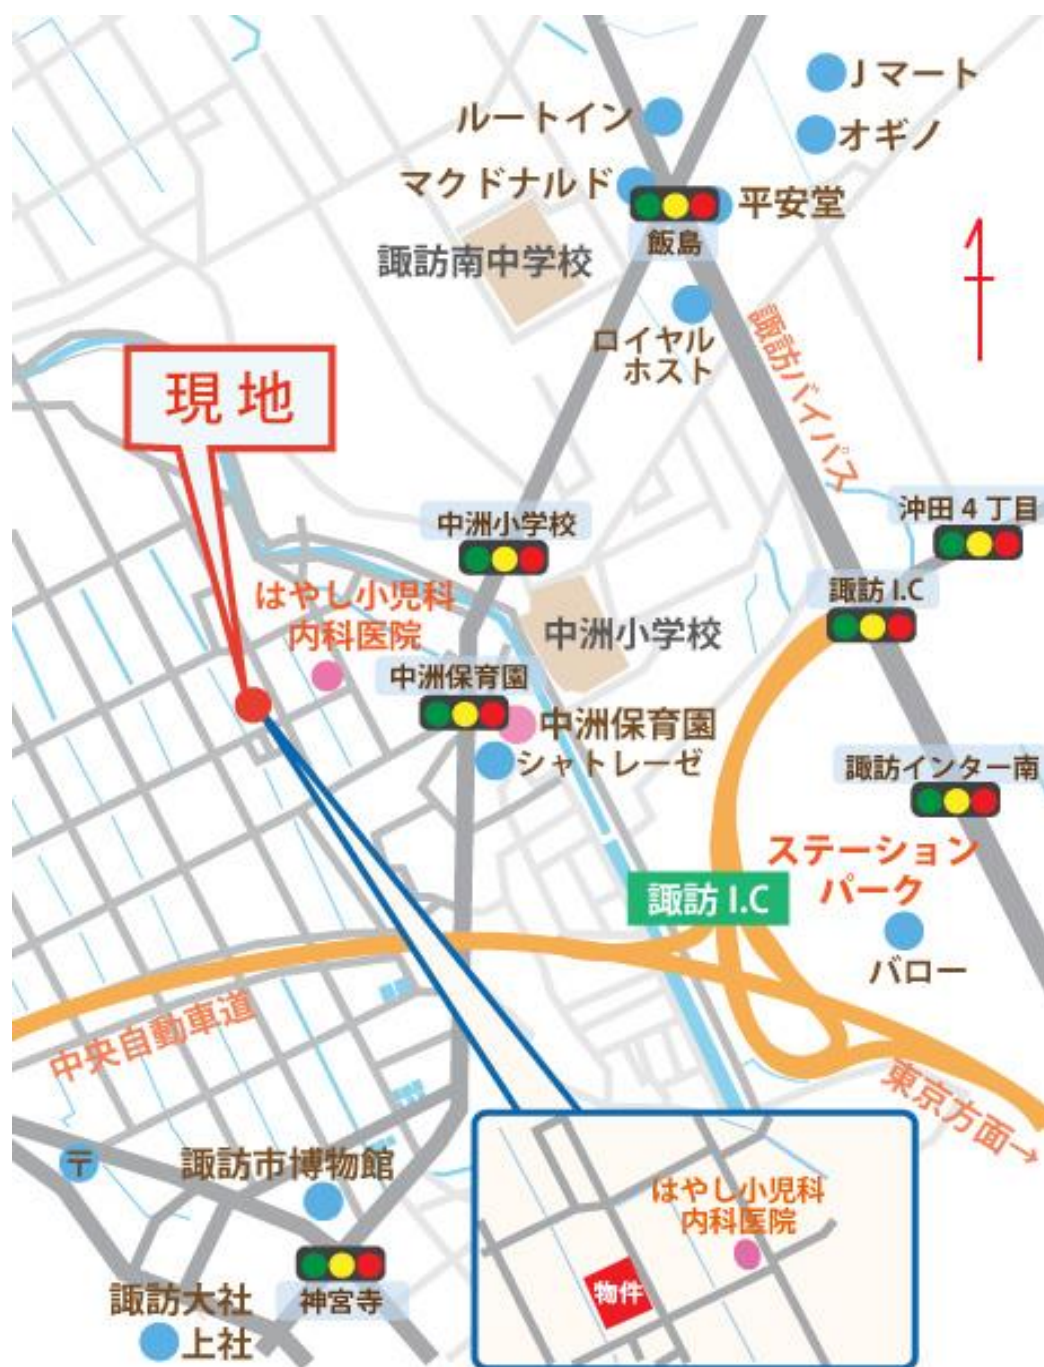 Jマート
ルートイン
オギノ
マクドナルド
平安堂
飯島
諏訪南中学校
ロイヤル
ホスト
諏訪バイパス
現地
中洲小学校
沖田4丁目
はやし小児科
内科医院
諏訪I.C
中洲小学校
中洲保育園
中洲保育園
シャトレーゼ
諏訪インター南
ステーション
パーク
諏訪I.C
バロー
中央自動車道
東京方面→
〒
諏訪市博物館
はやし小児科
内科医院
物件
神宮寺
諏訪大社
上社